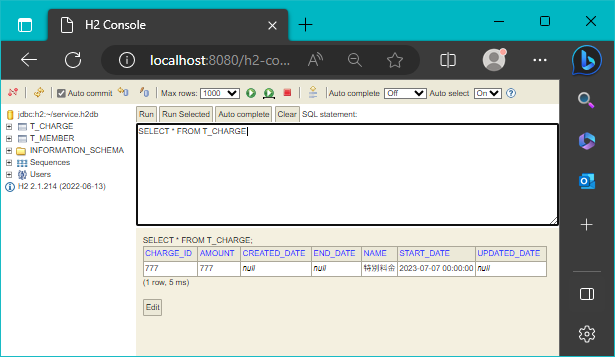 H2 Console
localhost:8080/h2-co...
Auto commit
Max rows: 1000
Auto complete Off
Auto select On
jdbc:h2:~/service.h2db
T_CHARGE
T_MEMBER
INFORMATION_SCHEMA
Sequences
Users
H2 2.1.214 (2022-06-13)
Run Run Selected Auto complete Clear SQL statement:
SELECT * FROM T_CHARGE
SELECT * FROM T_CHARGE;
CHARGE_ID AMOUNT CREATED_DATE END_DATE NAME START_DATE UPDATED_DATE
777 777 null null 特別料金 2023-07-07 00:00:00 null
(1 row, 5 ms)
Edit